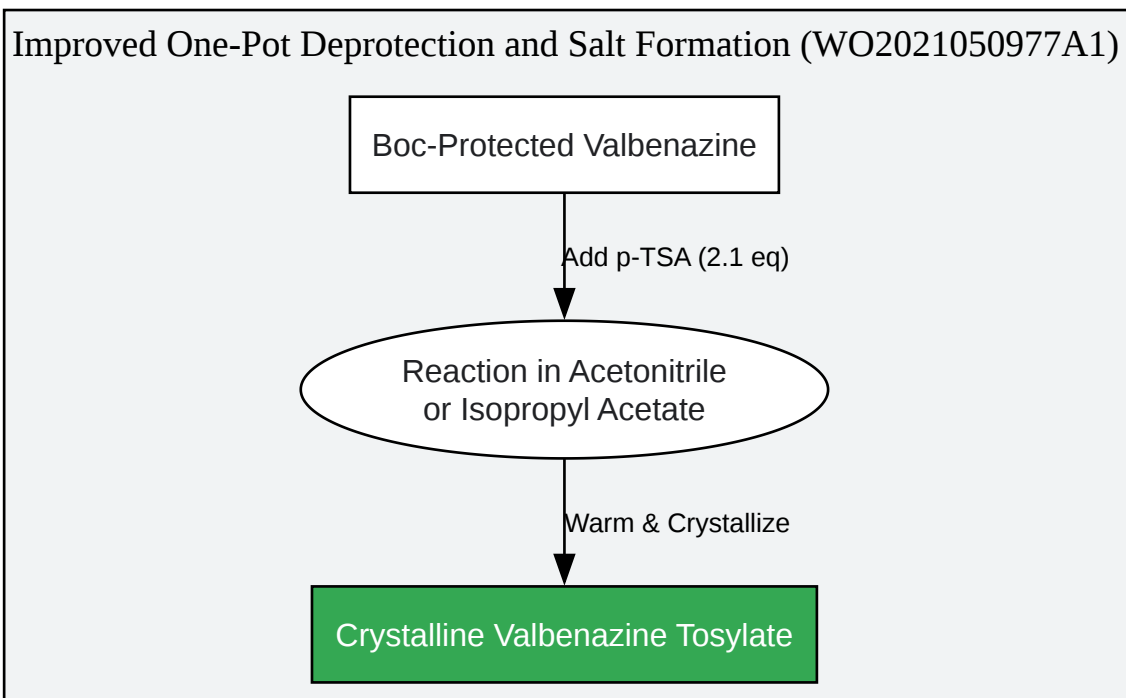 Improved One-Pot Deprotection and Salt Formation (WO2021050977A1)
Boc-Protected Valbenazine
Add p-TSA (2.1 eq)
Reaction in Acetonitrile
or Isopropyl Acetate
Warm & Crystallize
Crystalline Valbenazine Tosylate